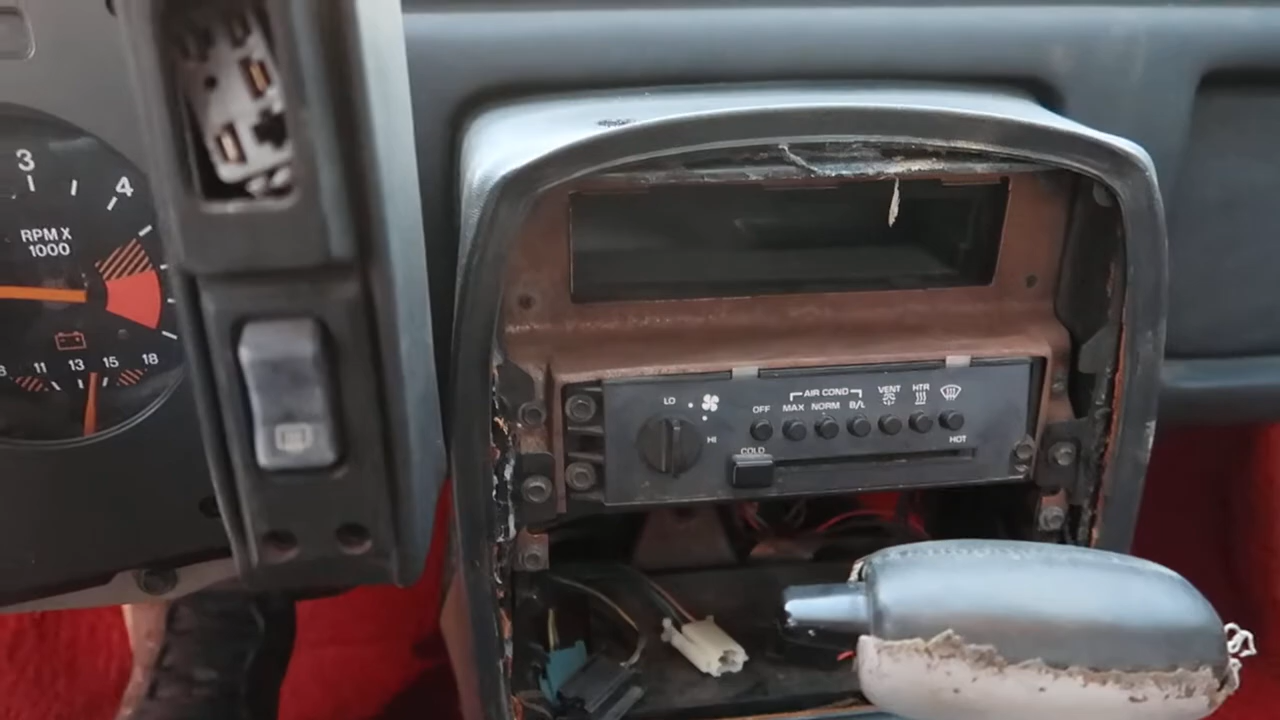 3
4
RPM X
1000
11 13 15 18
LO
HI
OFF
AIR COND
MAX NORM B/L
VENT
HTR
COLD
HOT